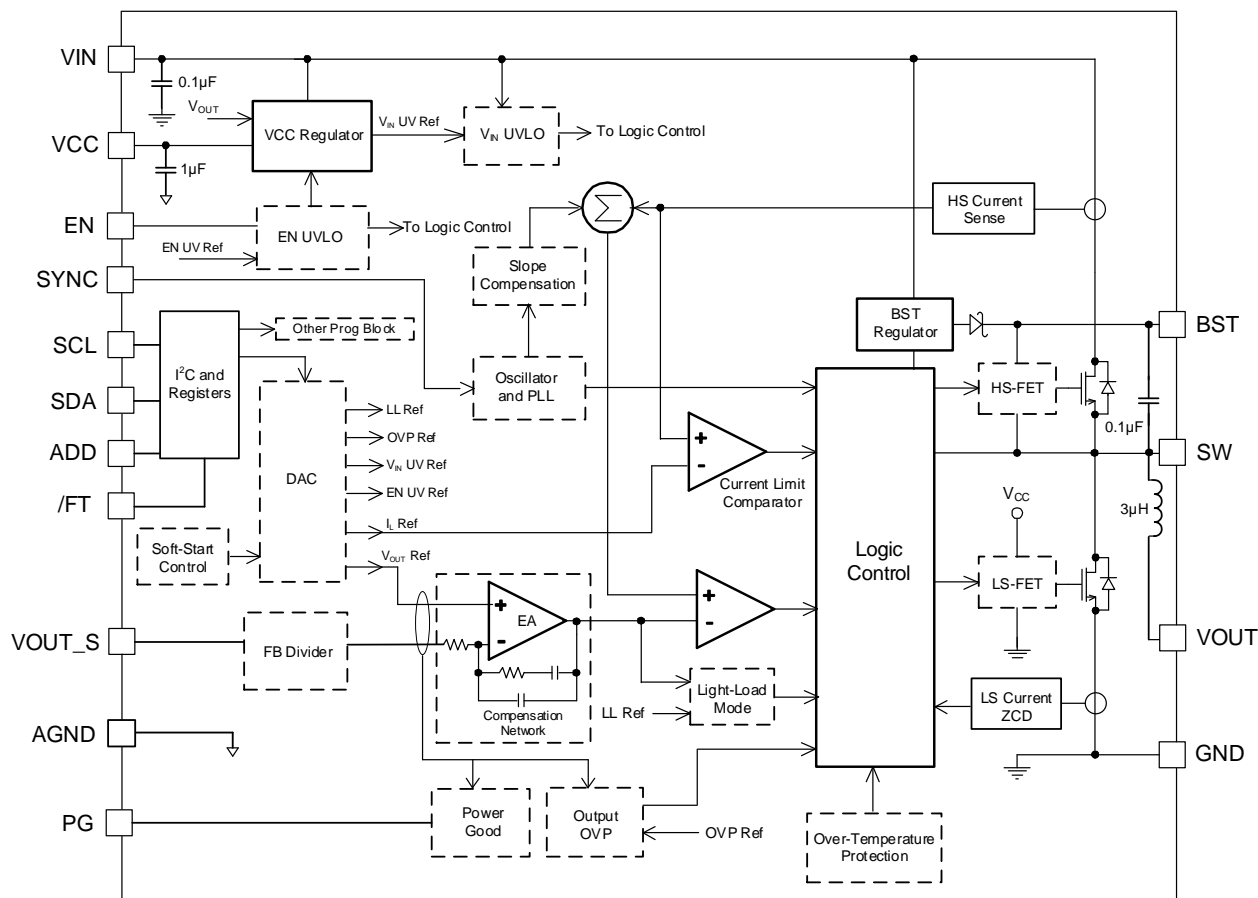 VIN
0.1µF
VOUT
VCC Regulator
VIN UV Ref
VIN UVLO
To Logic Control
VCC
1µF
Σ
HS Current
Sense
EN
EN UVLO
To Logic Control
EN UV Ref
SYNC
Slope
Compensation
BST
Regulator
BST
SCL
Other Prog Block
I²C and
Registers
Oscillator
and PLL
HS-FET
SDA
DAC
LL Ref
OVP Ref
VIN UV Ref
EN UV Ref
IL Ref
VOUT Ref
+
-
Current Limit
Comparator
0.1µF
ADD
SW
/FT
VCC
3µH
Soft-Start
Control
Logic
Control
LS-FET
VOUT_S
FB Divider
+
EA
-
Compensation
Network
+
-
VOUT
Light-Load
Mode
LL Ref
LS Current
ZCD
AGND
GND
PG
Power
Good
Output
OVP
OVP Ref
Over-Temperature
Protection